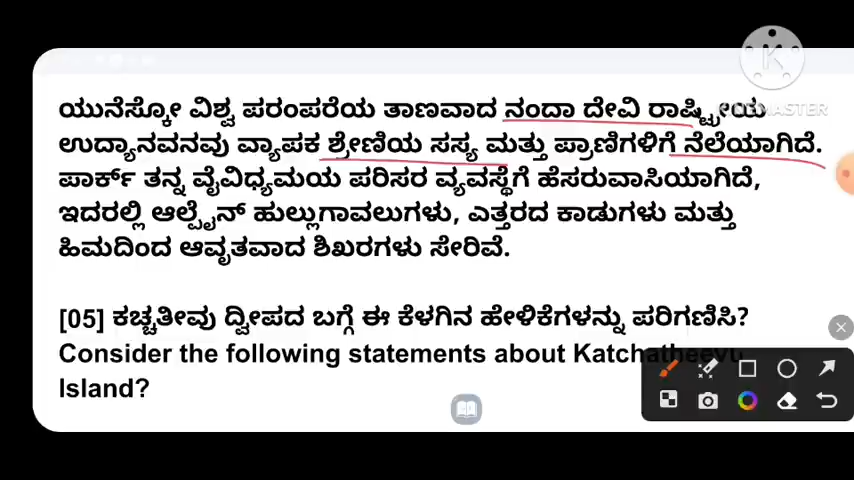 ಯುನೆಸ್ಕೋ ವಿಶ್ವ ಪರಂಪರೆಯ ತಾಣವಾದ ನಂದಾ ದೇವಿ ರಾಷ್ಟ್ರೀಯ
ಉದ್ಯಾನವನವು ವ್ಯಾಪಕ ಶ್ರೇಣಿಯ ಸಸ್ಯ ಮತ್ತು ಪ್ರಾಣಿಗಳಿಗೆ ನೆಲೆಯಾಗಿದೆ.
ಪಾರ್ಕ್ ತನ್ನ ವೈವಿಧ್ಯಮಯ ಪರಿಸರ ವ್ಯವಸ್ಥೆಗೆ ಹೆಸರುವಾಸಿಯಾಗಿದೆ,
ಇದರಲ್ಲಿ ಆಲ್ಪೈನ್ ಹುಲ್ಲುಗಾವಲುಗಳು, ಎತ್ತರದ ಕಾಡುಗಳು ಮತ್ತು
ಹಿಮದಿಂದ ಆವೃತವಾದ ಶಿಖರಗಳು ಸೇರಿವೆ.
[05] ಕಚ್ಚತೀವು ದ್ವೀಪದ ಬಗ್ಗೆ ಈ ಕೆಳಗಿನ ಹೇಳಿಕೆಗಳನ್ನು ಪರಿಗಣಿಸಿ?
Consider the following statements about Katchatheevu
Island?